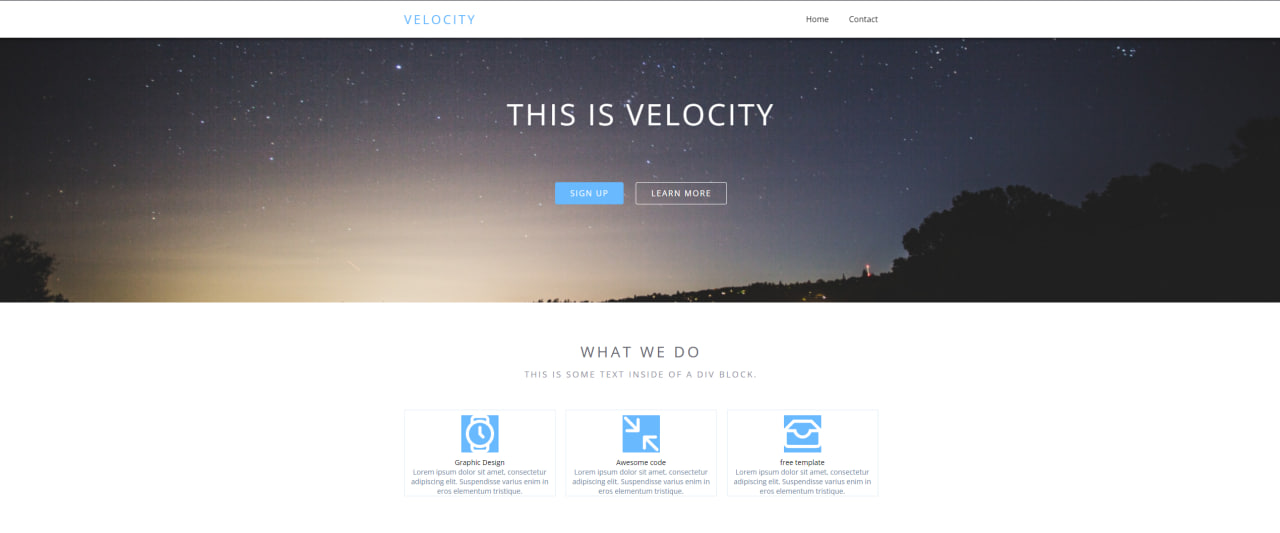 VELOCITY
Home Contact
THIS IS VELOCITY
SIGN UP LEARN MORE
WHAT WE DO
THIS IS SOME TEXT INSIDE OF A DIV BLOCK.
Graphic Design
Lorem ipsum dolor sit amet, consectetur
adipiscing elit. Suspendisse varius enim in
eros elementum tristique.
Awesome code
Lorem ipsum dolor sit amet, consectetur
adipiscing elit. Suspendisse varius enim in
eros elementum tristique.
free template
Lorem ipsum dolor sit amet, consectetur
adipiscing elit. Suspendisse varius enim in
eros elementum tristique.